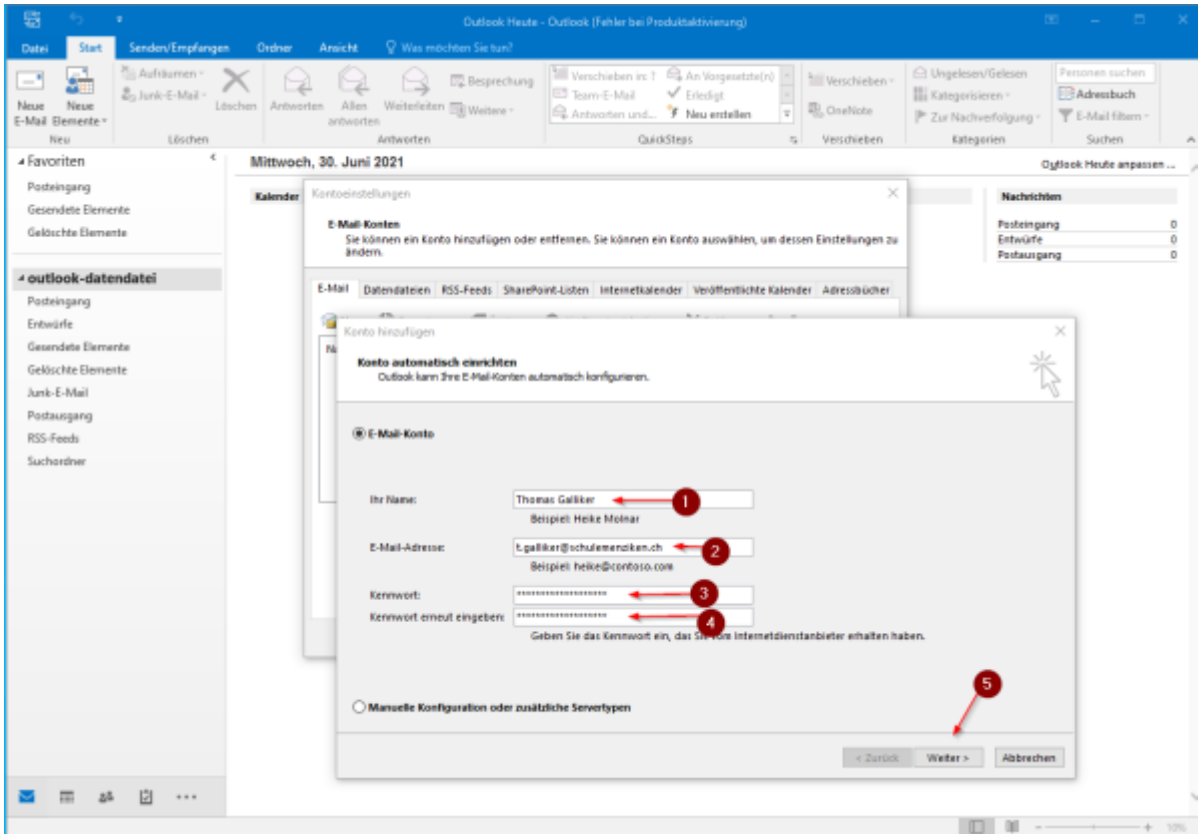 Outlook Heute - Outlook (Fehler bei Produktaktivierung)
Datei Start Senden/Empfangen Ordner Ansicht Was möchten Sie tun?
Neue E-Mail
Neue Elemente
Neu
Aufräumen
Junk-E-Mail
Löschen
Löschen
Antworten
Allen antworten
Weiterleiten
Besprechung
Weitere
Antworten
Verschieben in: ?
Team-E-Mail
Antworten und...
An Vorgesetzte(n)
Erledigt
Neu erstellen
QuickSteps
Verschieben
OneNote
Verschieben
Ungelesen/Gelesen
Kategorisieren
Zur Nachverfolgung
Kategorien
Personen suchen
Adressbuch
E-Mail filtern
Suchen
Favoriten
Posteingang
Gesendete Elemente
Gelöschte Elemente
outlook-datendatei
Posteingang
Entwürfe
Gesendete Elemente
Gelöschte Elemente
Junk-E-Mail
Postausgang
RSS-Feeds
Suchordner
Mittwoch, 30. Juni 2021
Outlook Heute anpassen ...
Kalender
Nachrichten
Posteingang 0
Entwürfe 0
Postausgang 0
Kontoeinstellungen
E-Mail-Konten
Sie können ein Konto hinzufügen oder entfernen. Sie können ein Konto auswählen, um dessen Einstellungen zu
ändern.
E-Mail Datendateien RSS-Feeds SharePoint-Listen Internetkalender Veröffentlichte Kalender Adressbücher
Konto hinzufügen
Konto automatisch einrichten
Outlook kann Ihre E-Mail-Konten automatisch konfigurieren.
E-Mail-Konto
Ihr Name: Thomas Galliker 1
Beispiel: Heike Molnar
E-Mail-Adresse: t.galliker@schulemenziken.ch 2
Beispiel: heike@contoso.com
Kennwort: ******************* 3
Kennwort erneut eingeben: ******************* 4
Geben Sie das Kennwort ein, das Sie vom Internetdienstanbieter erhalten haben.
5
Manuelle Konfiguration oder zusätzliche Servertypen
< Zurück Weiter > Abbrechen
10%